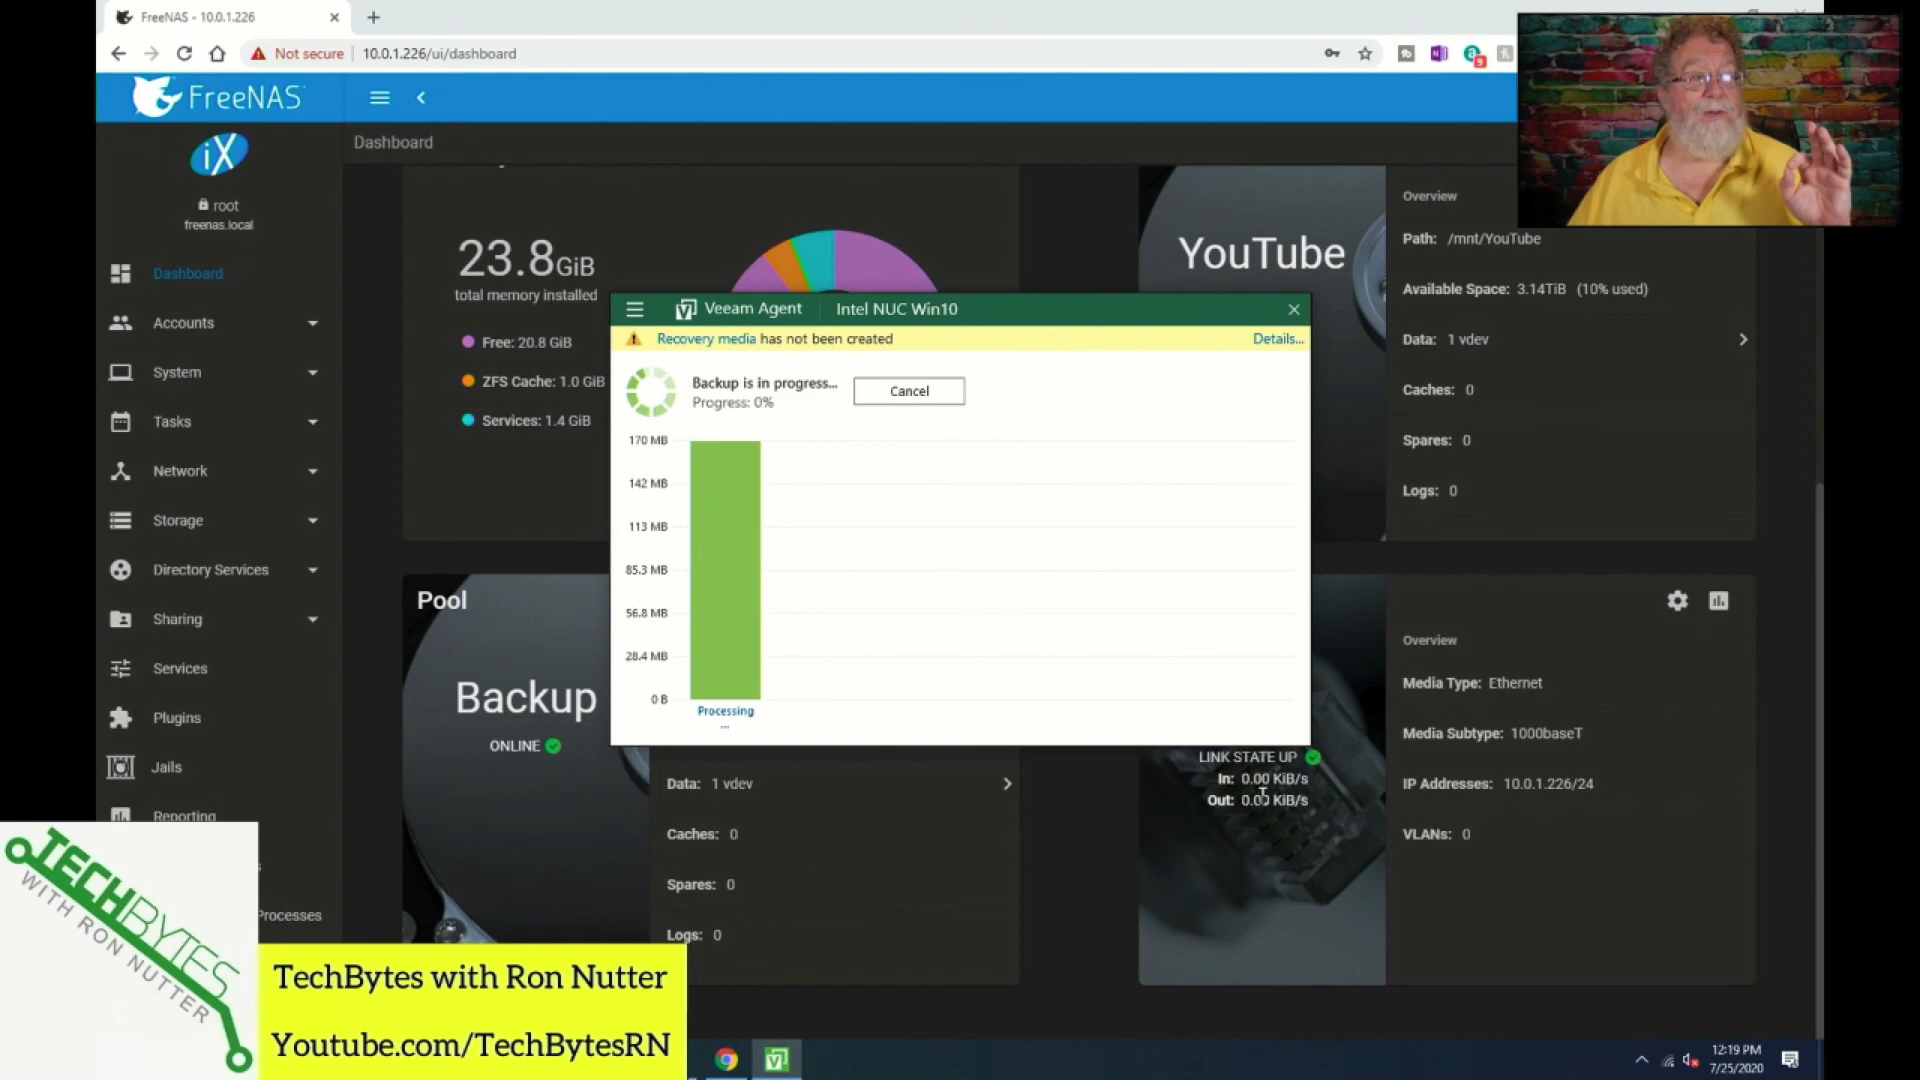 FreeNAS - 10.0.1.226
Not secure
10.0.1.226/ui/dashboard
9
FreeNAS
Dashboard
iX
root
freenas.local
Dashboard
Accounts
System
Tasks
Network
Storage
Directory Services
Sharing
Services
Plugins
Jails
Reporting
Processes
23.8 GiB
total memory installed
Free: 20.8 GiB
ZFS Cache: 1.0 GiB
Services: 1.4 GiB
YouTube
Overview
Path: /mnt/YouTube
Available Space: 3.14TiB (10% used)
Data: 1 vdev
Caches: 0
Spares: 0
Logs: 0
Veeam Agent
Intel NUC Win10
Recovery media has not been created
Details...
Backup is in progress...
Progress: 0%
Cancel
170 MB
142 MB
113 MB
85.3 MB
56.8 MB
28.4 MB
0 B
Processing
...
Pool
Backup
ONLINE
Data: 1 vdev
Caches: 0
Spares: 0
Logs: 0
LINK STATE UP
In: 0.00 KiB/s
Out: 0.00 KiB/s
Overview
Media Type: Ethernet
Media Subtype: 1000baseT
IP Addresses: 10.0.1.226/24
VLANs: 0
TECHBYTES
WITH RON NUTTER
TechBytes with Ron Nutter
Youtube.com/TechBytesRN
12:19 PM
7/25/2020